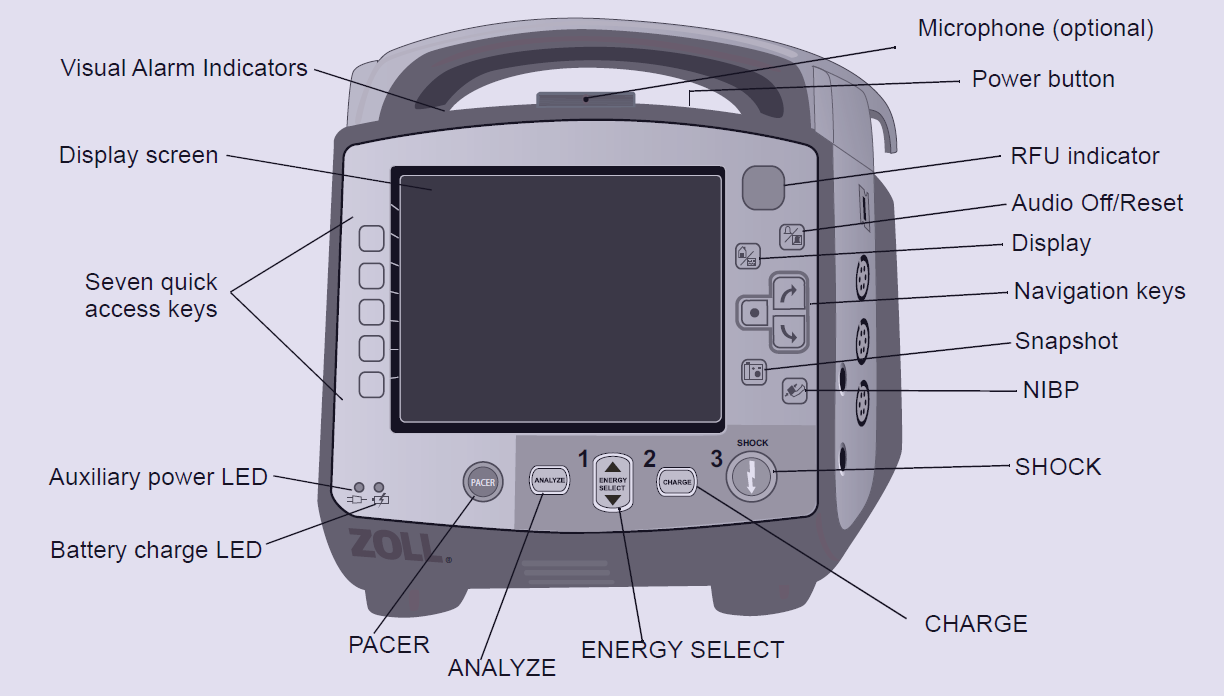 Microphone (optional)
Visual Alarm Indicators
Power button
Display screen
RFU indicator
Audio Off/Reset
Display
Seven quick
access keys
Navigation keys
Snapshot
NIBP
SHOCK
1
2
3
SHOCK
Auxiliary power LED
PACER
ANALYZE
ENERGY
SELECT
CHARGE
Battery charge LED
ZOLL®
PACER
ANALYZE
ENERGY SELECT
CHARGE